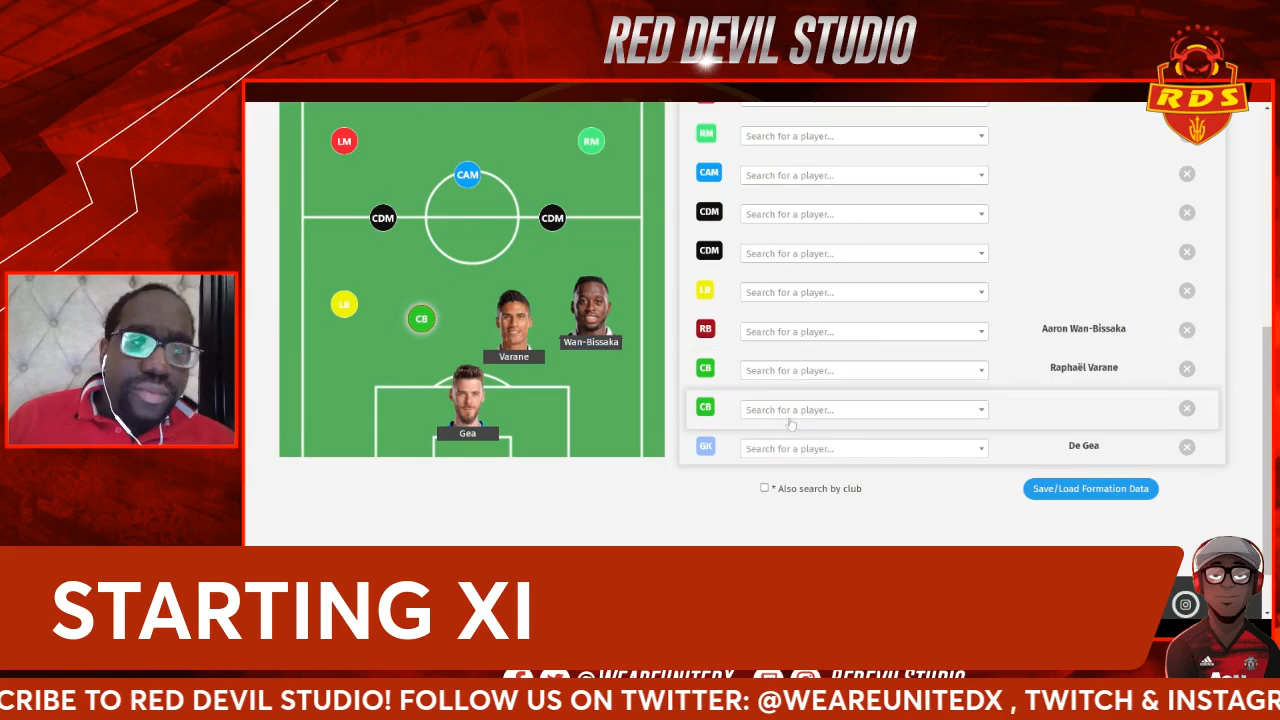 RED DEVIL STUDIO
RDS
LM
RM
CAM
CDM
CDM
LB
CB
Varane
Wan-Bissaka
Gea
RM
Search for a player...
CAM
Search for a player...
CDM
Search for a player...
CDM
Search for a player...
LB
Search for a player...
RB
Search for a player...
Aaron Wan-Bissaka
CB
Search for a player...
Raphaël Varane
CB
Search for a player...
GK
Search for a player...
De Gea
* Also search by club
Save/Load Formation Data
STARTING XI
@WEAREUNITEDX
REDEVIL STUDIO
CRIBE TO RED DEVIL STUDIO! FOLLOW US ON TWITTER: @WEAREUNITEDX , TWITCH & INSTAGR